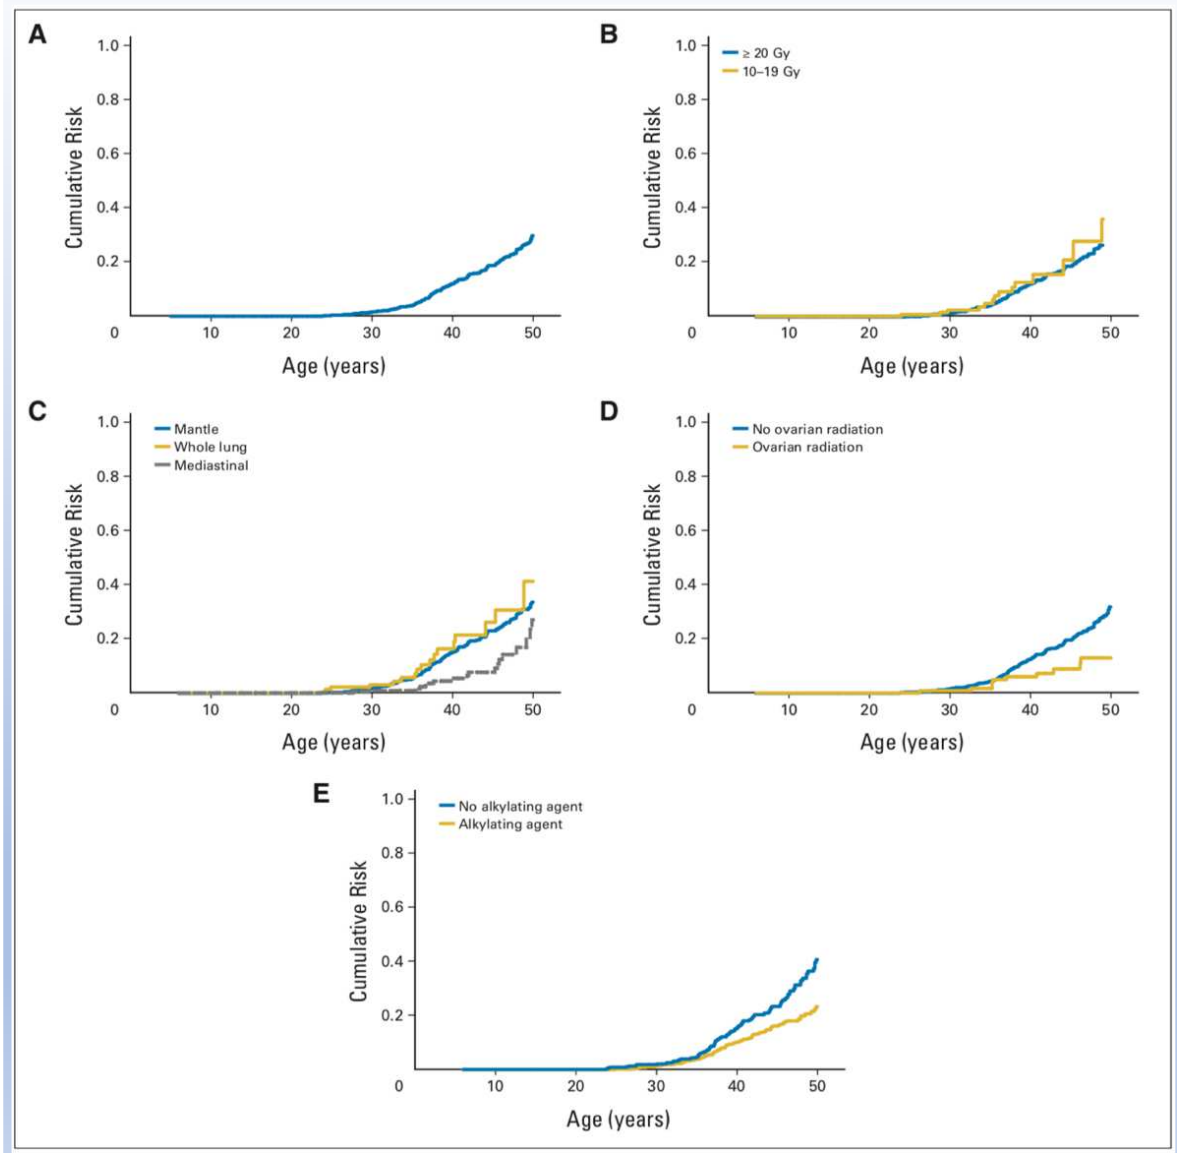 A
1.0
0.8
0.6
0.4
0.2
Cumulative Risk
0 10 20 30 40 50
Age (years)
B
≥ 20 Gy
10–19 Gy
1.0
0.8
0.6
0.4
0.2
Cumulative Risk
0 10 20 30 40 50
Age (years)
C
Mantle
Whole lung
Mediastinal
1.0
0.8
0.6
0.4
0.2
Cumulative Risk
0 10 20 30 40 50
Age (years)
D
No ovarian radiation
Ovarian radiation
1.0
0.8
0.6
0.4
0.2
Cumulative Risk
0 10 20 30 40 50
Age (years)
E
No alkylating agent
Alkylating agent
1.0
0.8
0.6
0.4
0.2
Cumulative Risk
0 10 20 30 40 50
Age (years)